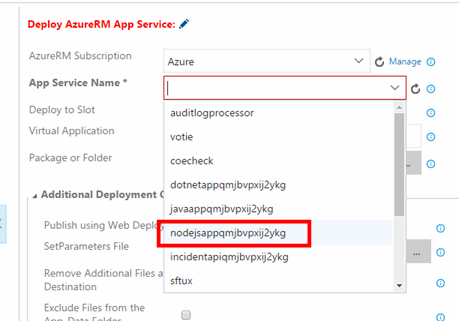 Deploy AzureRM App Service:
AzureRM Subscription
Azure
Manage
App Service Name *
Deploy to Slot
auditlogprocessor
Virtual Application
votie
coecheck
Package or Folder
...
dotnetappqmjbvpxij2ykg
Additional Deployment O
javaappqmjbvpxij2ykg
Publish using Web Deploy
nodejsappqmjbvpxij2ykg
SetParameters File
incidentapiqmjbvpxij2ykg
...
Remove Additional Files a
Destination
sftux
Exclude Files from the
App_Data Folder